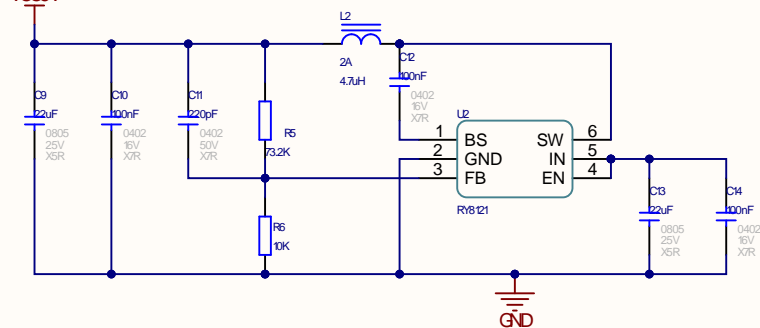 L2
2A
4.7uH
C12
100nF
0402
16V
X7R
C9
22uF
0805
25V
X5R
C10
100nF
0402
16V
X7R
C11
220pF
0402
50V
X7R
R5
73.2K
R6
10K
U2
1 BS SW 6
2 GND IN 5
3 FB EN 4
RY8121
C13
22uF
0805
25V
X5R
C14
100nF
0402
16V
X7R
GND